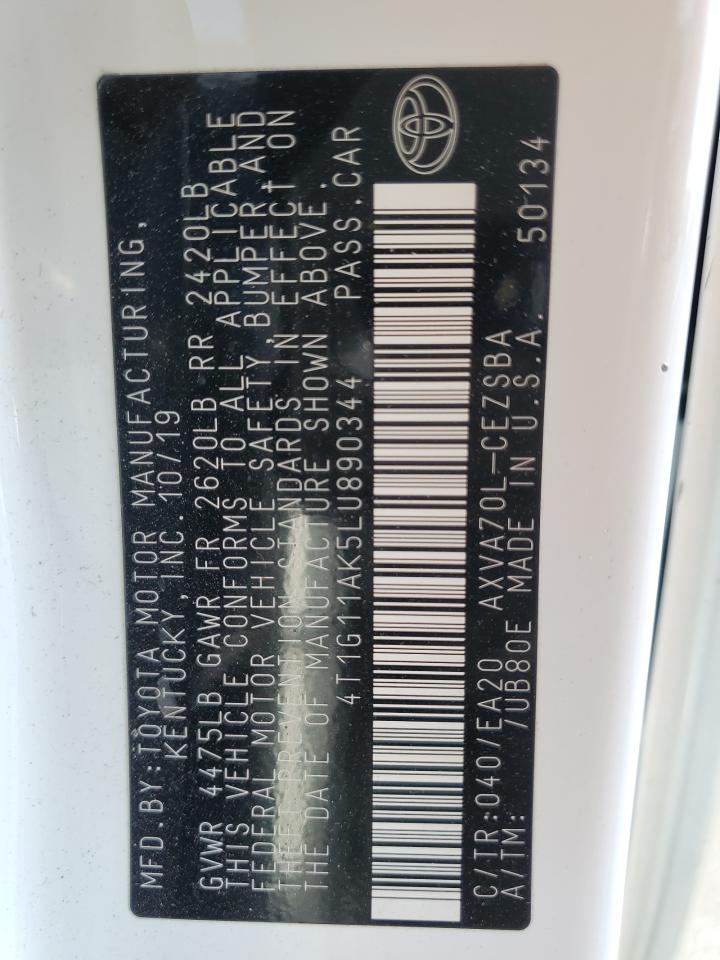 MFD.BY:TOYOTA MOTOR MANUFACTURING,
KENTUCKY,INC. 10/19
GVWR 4475LB GAWR FR 2620LB RR 2420LB
THIS VEHICLE CONFORMS TO ALL APPLICABLE
FEDERAL MOTOR VEHICLE SAFETY,BUMPER AND
THEFT PREVENTION STANDARDS IN EFFECT ON
THE DATE OF MANUFACTURE SHOWN ABOVE.
4T1G11AK5LU890344 PASS.CAR
C/TR:040/EA20 AXVA70L-CEZSBA
A/TM: /UB80E MADE IN U.S.A. 50134